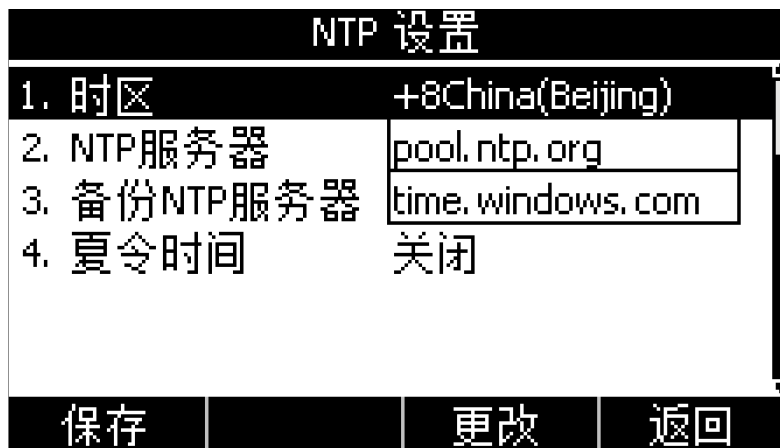 NTP 设置
1. 时区 +8China(Beijing)
2. NTP服务器 pool.ntp.org
3. 备份NTP服务器 time.windows.com
4. 夏令时间 关闭
保存 更改 返回